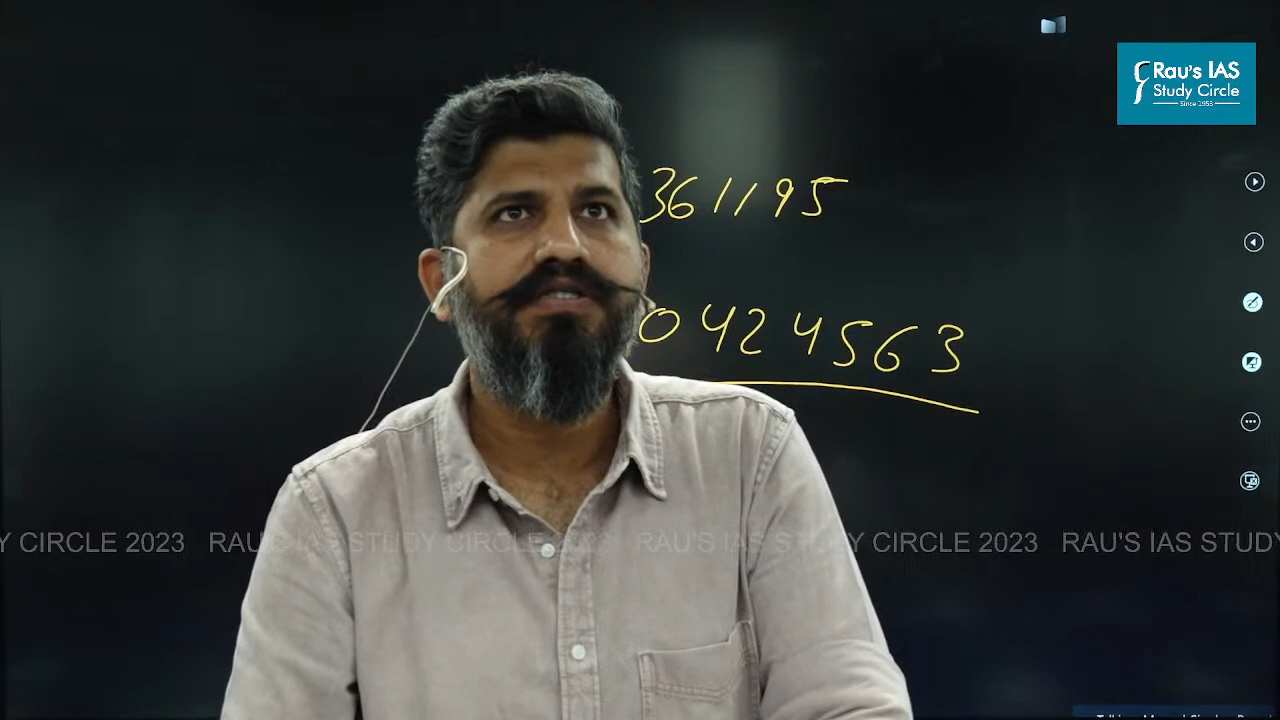 Rau's IAS
Study Circle
Since 1953
361195
0424563
Y CIRCLE 2023 RAU'S IAS STUDY CIRCLE 2023 RAU'S IAS STUDY CIRCLE 2023 RAU'S IAS STUDY